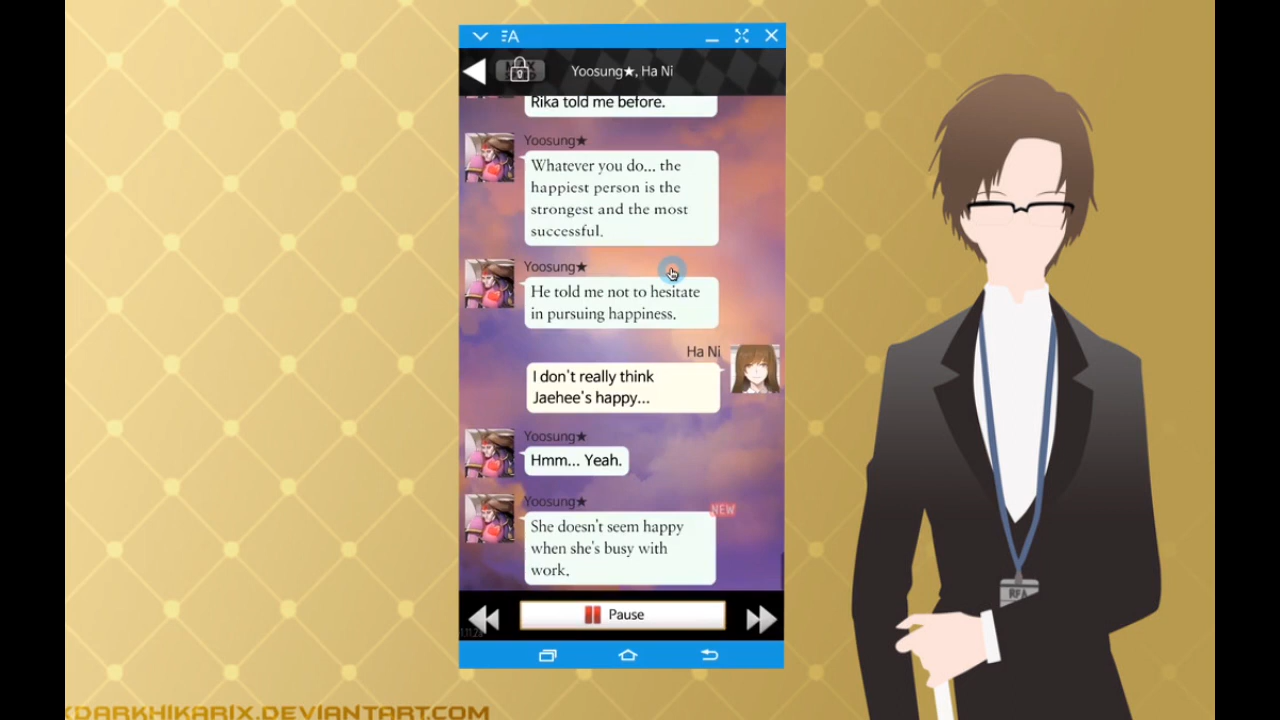 Yoosung★, Ha Ni
Rika told me before.
Yoosung★
Whatever you do... the
happiest person is the
strongest and the most
successful.
Yoosung★
He told me not to hesitate
in pursuing happiness.
Ha Ni
I don't really think
Jaehee's happy...
Yoosung★
Hmm... Yeah.
Yoosung★
NEW
She doesn't seem happy
when she's busy with
work.
Pause
RFA
XDARKHIKARIX.DEVIANTART.COM